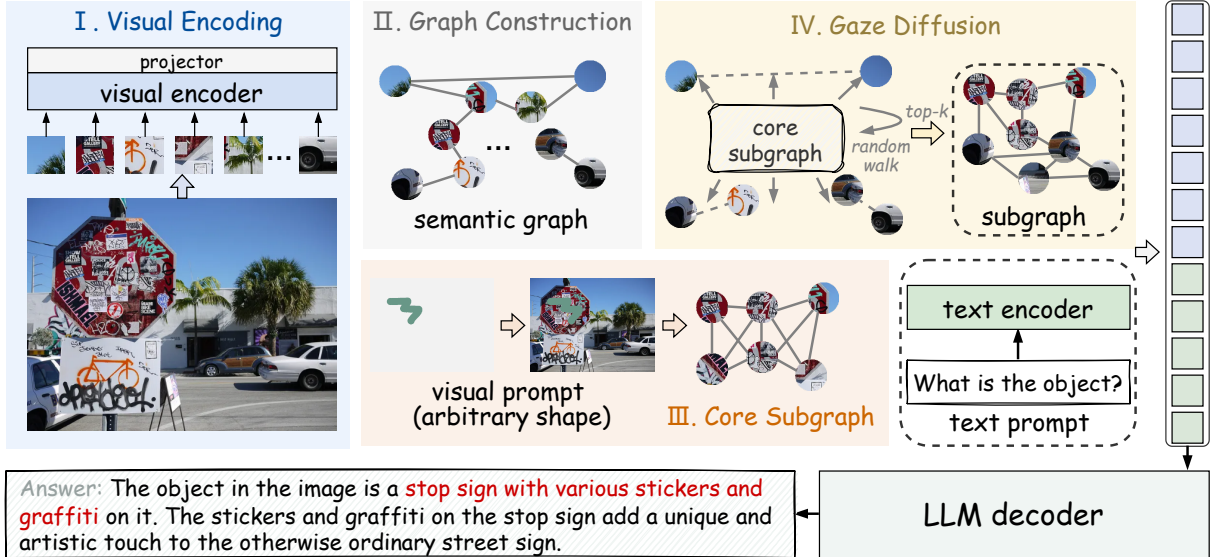 I. Visual Encoding
projector
visual encoder
...
II. Graph Construction
...
semantic graph
IV. Gaze Diffusion
core
subgraph
top-k
random
walk
subgraph
visual prompt
(arbitrary shape)
III. Core Subgraph
text encoder
What is the object?
text prompt
Answer: The object in the image is a stop sign with various stickers and
graffiti on it. The stickers and graffiti on the stop sign add a unique and
artistic touch to the otherwise ordinary street sign.
LLM decoder